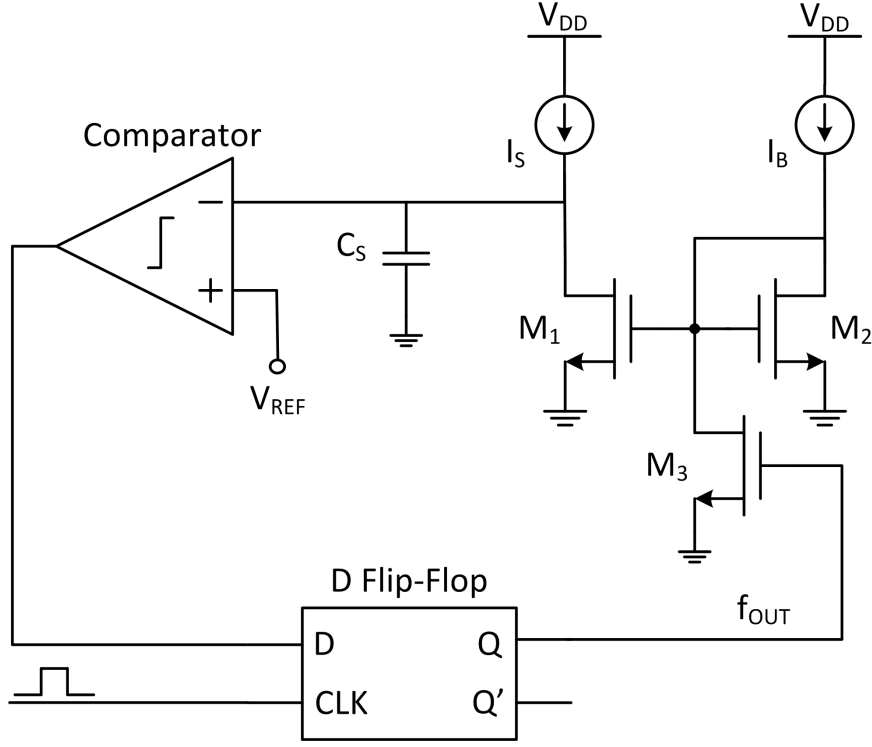 V_DD
V_DD
Comparator
I_S
I_B
−
C_S
+
M_1
M_2
V_REF
M_3
D Flip-Flop
f_OUT
D
Q
CLK
Q'